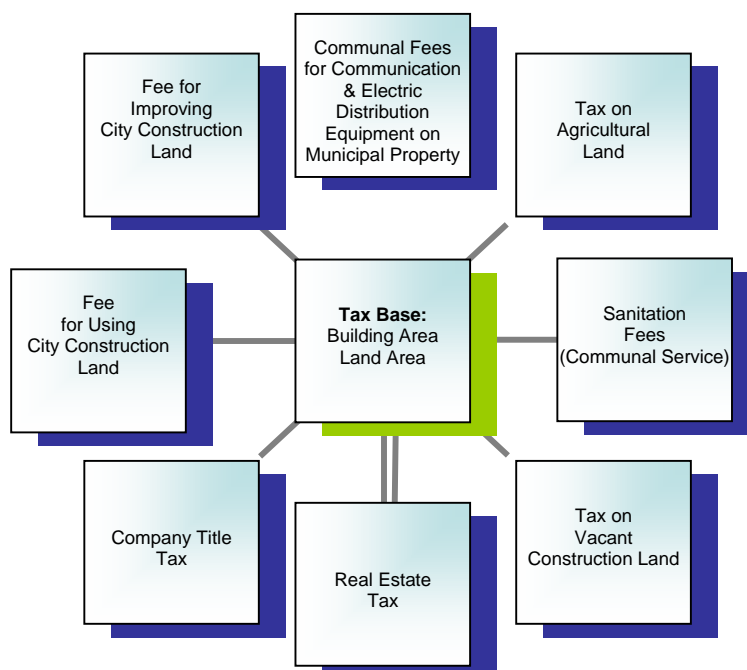 Fee for
Improving
City Construction
Land
Communal Fees
for Communication
& Electric
Distribution
Equipment on
Municipal Property
Tax on
Agricultural
Land
Fee
for Using
City Construction
Land
Tax Base:
Building Area
Land Area
Sanitation
Fees
(Communal Service)
Company Title
Tax
Real Estate
Tax
Tax on
Vacant
Construction Land